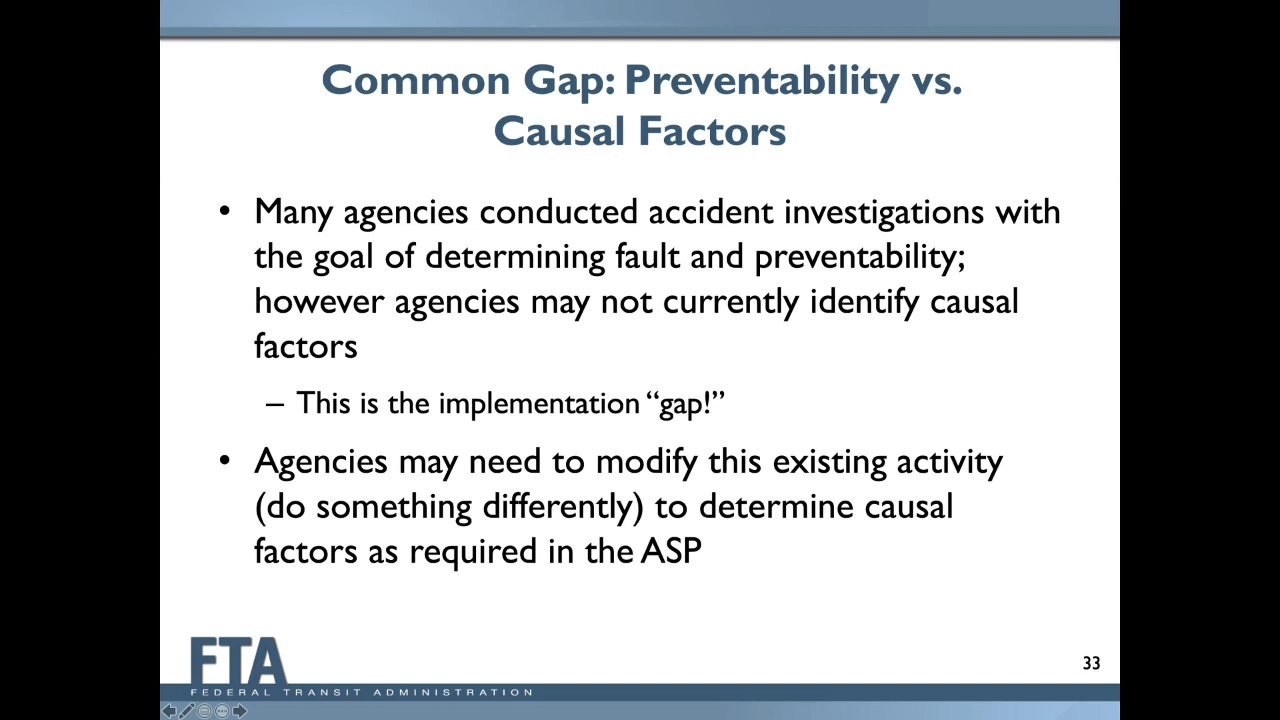 Common Gap: Preventability vs.
Causal Factors
• Many agencies conducted accident investigations with
the goal of determining fault and preventability;
however agencies may not currently identify causal
factors
– This is the implementation “gap!”
• Agencies may need to modify this existing activity
(do something differently) to determine causal
factors as required in the ASP
FTA
33
FEDERAL TRANSIT ADMINISTRATION